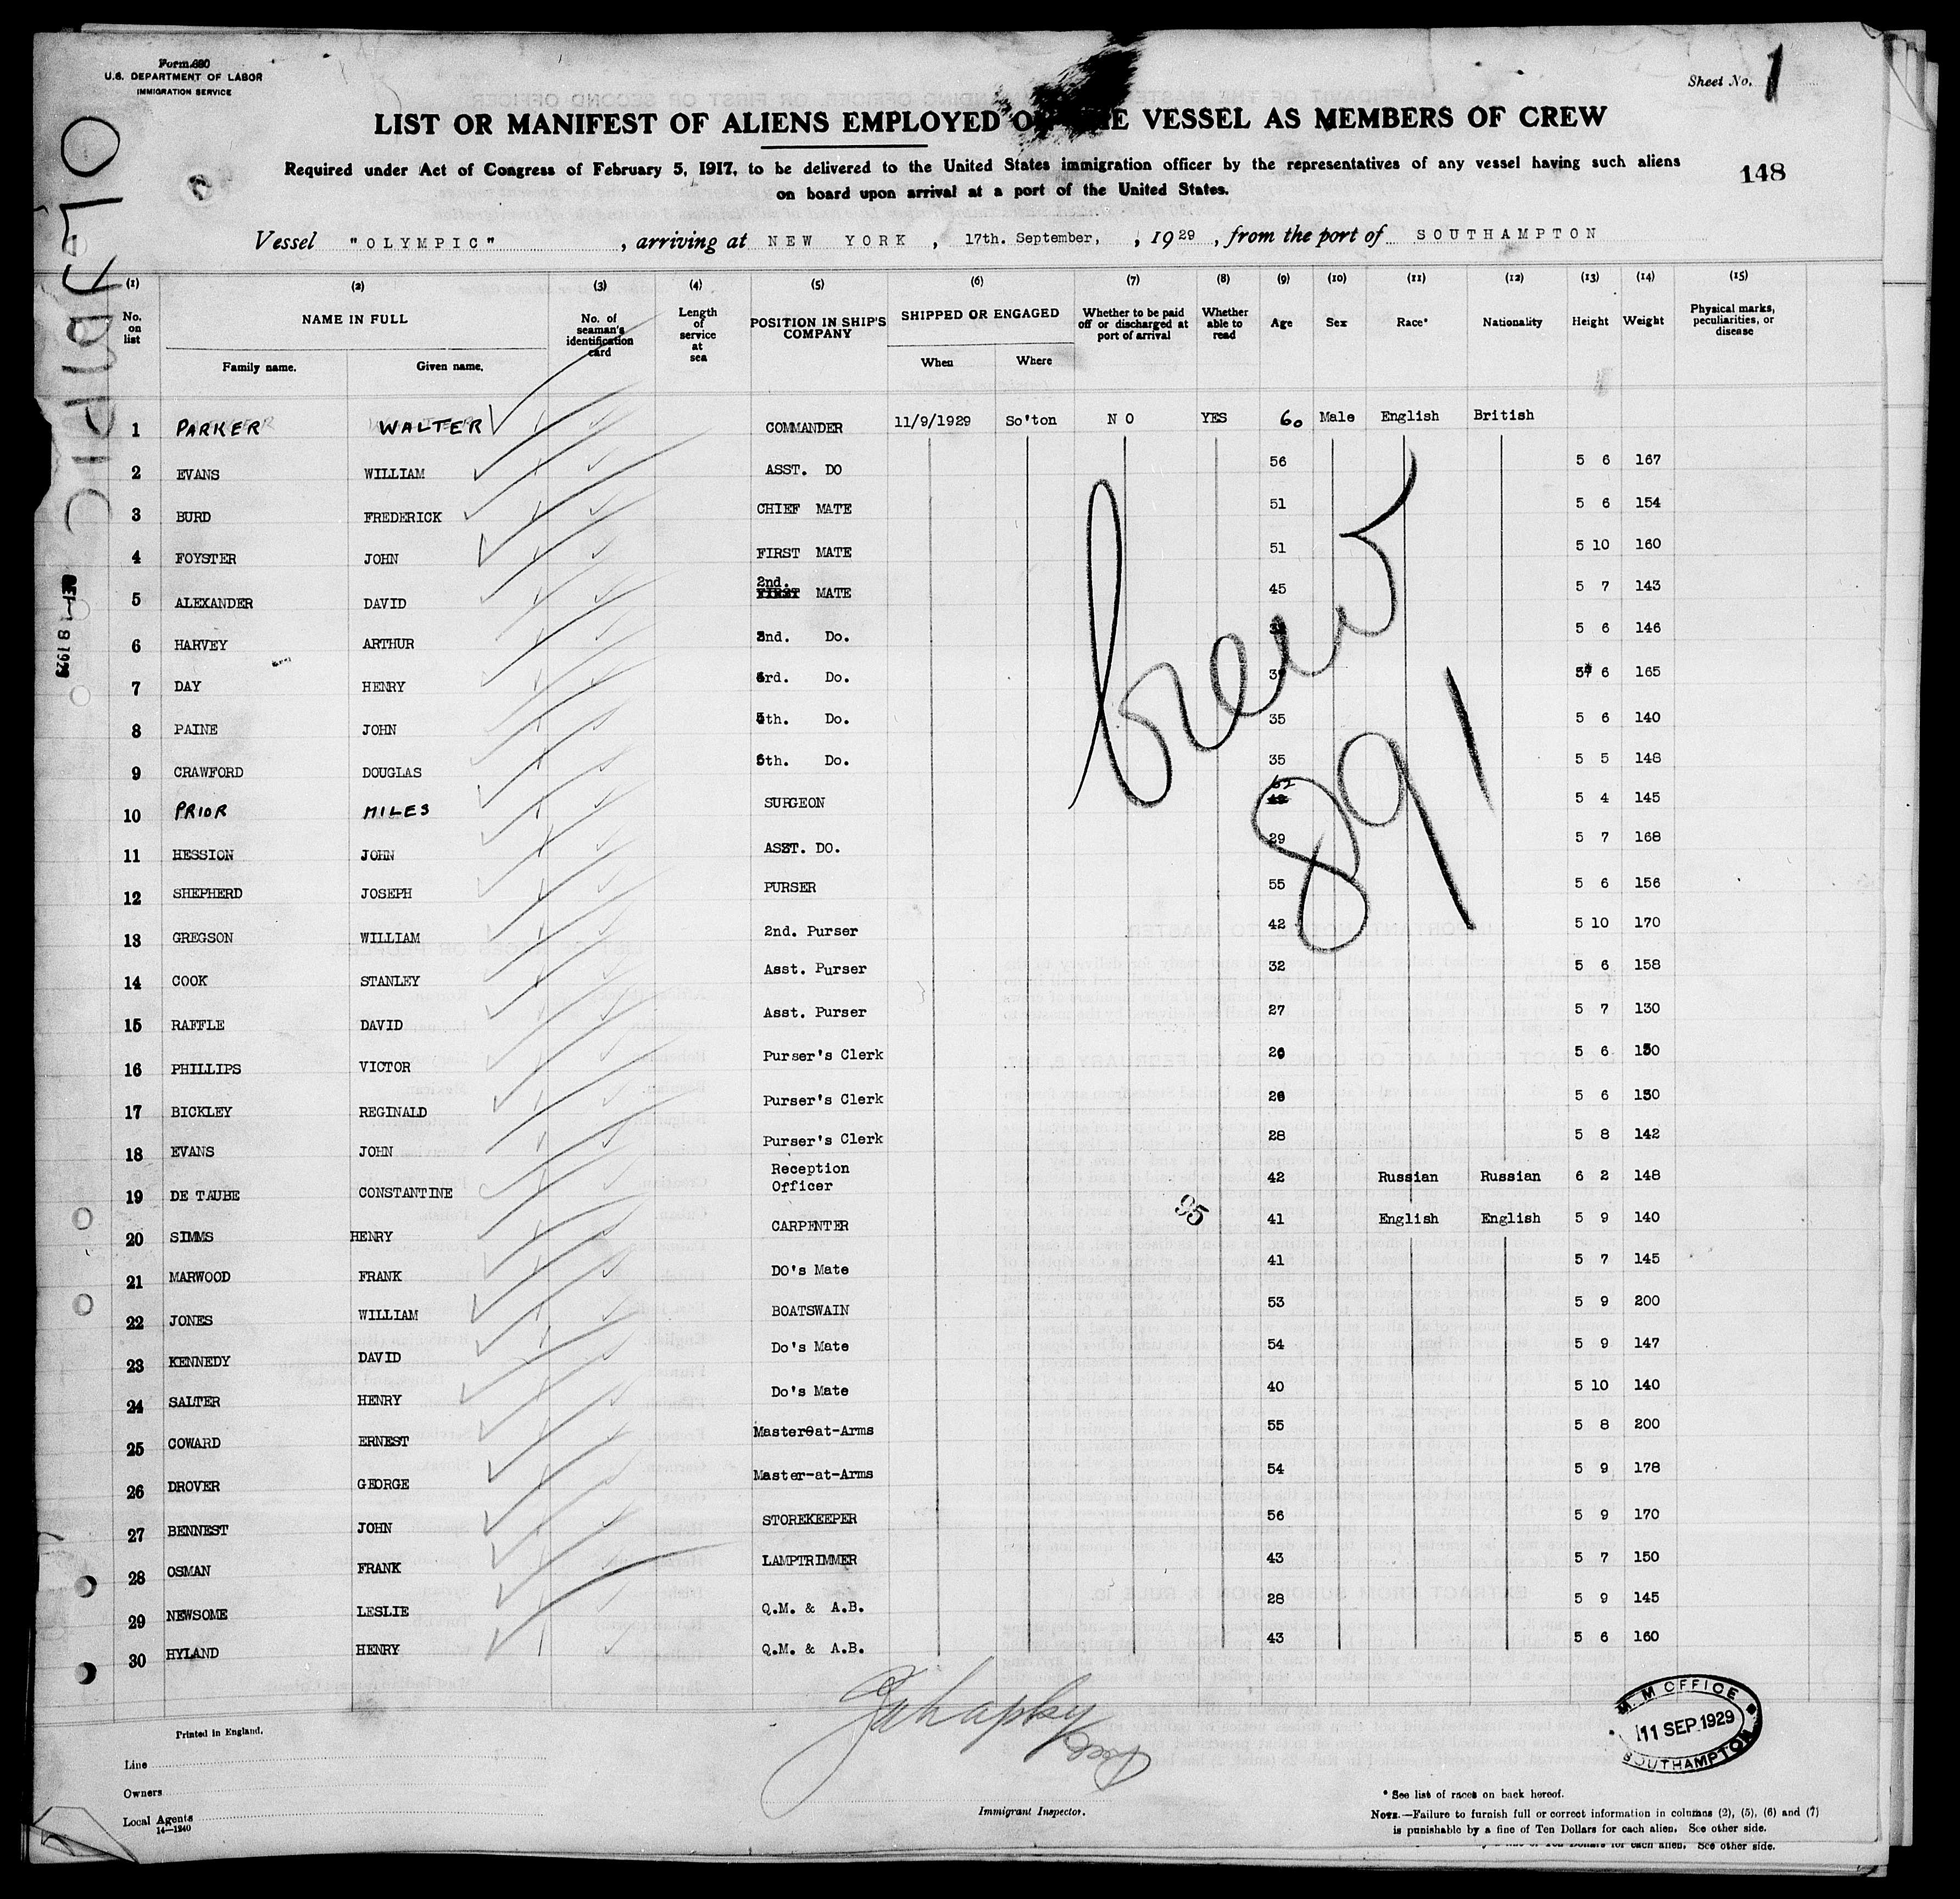 Form 680
U.S. DEPARTMENT OF LABOR
IMMIGRATION SERVICE
Sheet No. 1
LIST OR MANIFEST OF ALIENS EMPLOYED O E VESSEL AS MEMBERS OF CREW
Required under Act of Congress of February 5, 1917, to be delivered to the United States immigration officer by the representatives of any vessel having such aliens
on board upon arrival at a port of the United States.
148
OLYMPIC
Vessel "OLYMPIC", arriving at NEW YORK, 17th. September, , 1929, from the port of SOUTHAMPTON
(1) (2) (3) (4) (5) (6) (7) (8) (9) (10) (11) (12) (13) (14) (15)
No. on list NAME IN FULL No. of seaman's identification card Length of service at sea POSITION IN SHIP'S COMPANY SHIPPED OR ENGAGED Whether to be paid off or discharged at port of arrival Whether able to read Age Sex Race* Nationality Height Weight Physical marks, peculiarities, or disease
Family name. Given name. When Where
1 PARKER WALTER COMMANDER 11/9/1929 So'ton NO YES 60 Male English British
2 EVANS WILLIAM ASST. DO 56 5 6 167
3 BURD FREDERICK CHIEF MATE 51 5 6 154
4 FOYSTER JOHN FIRST MATE 51 5 10 160
5 ALEXANDER DAVID 2nd. FIRST MATE 45 5 7 143
6 HARVEY ARTHUR 2nd. Do. 5 6 146
7 DAY HENRY 3rd. Do. 6 165
8 PAINE JOHN 5th. Do. 35 5 6 140
9 CRAWFORD DOUGLAS 6th. Do. 35 5 5 148
10 PRIOR MILES SURGEON 62 5 4 145
11 HESSION JOHN ASST. DO. 29 5 7 168
12 SHEPHERD JOSEPH PURSER 55 5 6 156
13 GREGSON WILLIAM 2nd. Purser 42 5 10 170
14 COOK STANLEY Asst. Purser 32 5 6 158
15 RAFFLE DAVID Asst. Purser 27 5 7 130
16 PHILLIPS VICTOR Purser's Clerk 5 6
17 BICKLEY REGINALD Purser's Clerk 5 6 150
18 EVANS JOHN Purser's Clerk 28 5 8 142
19 DE TAUBE CONSTANTINE Reception Officer 42 Russian Russian 6 2 148
20 SIMMS HENRY CARPENTER 41 English English 5 9 140
21 MARWOOD FRANK DO's Mate 41 5 7 145
22 JONES WILLIAM BOATSWAIN 53 5 9 200
23 KENNEDY DAVID Do's Mate 54 5 9 147
24 SALTER HENRY Do's Mate 40 5 10 140
25 COWARD ERNEST Master@at-Arms 55 5 8 200
26 DROVER GEORGE Master-at-Arms 54 5 9 178
27 BENNEST JOHN STOREKEEPER 56 5 9 170
28 OSMAN FRANK LAMPTRIMMER 43 5 7 150
29 NEWSOME LESLIE Q.M. & A.B. 28 5 9 145
30 HYLAND HENRY Q.M. & A.B. 43 5 6 160
Crew
891
95
M.M OFFICE
11 SEP. 1929
SOUTHAMPTON
Printed in England.
Line
Owners
Local Agents
14—1240
Immigrant Inspector.
* See list of races on back hereof.
NOTE.—Failure to furnish full or correct information in columns (2), (5), (6) and (7)
is punishable by a fine of Ten Dollars for each alien. See other side.
See other side.